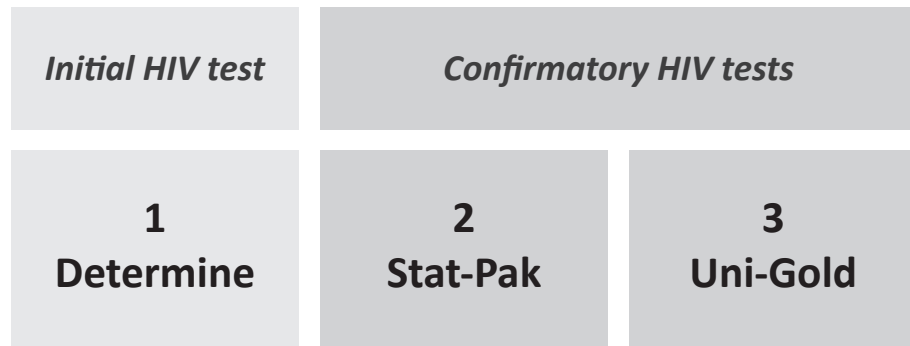 Initial HIV test
Confirmatory HIV tests
1
Determine
2
Stat-Pak
3
Uni-Gold